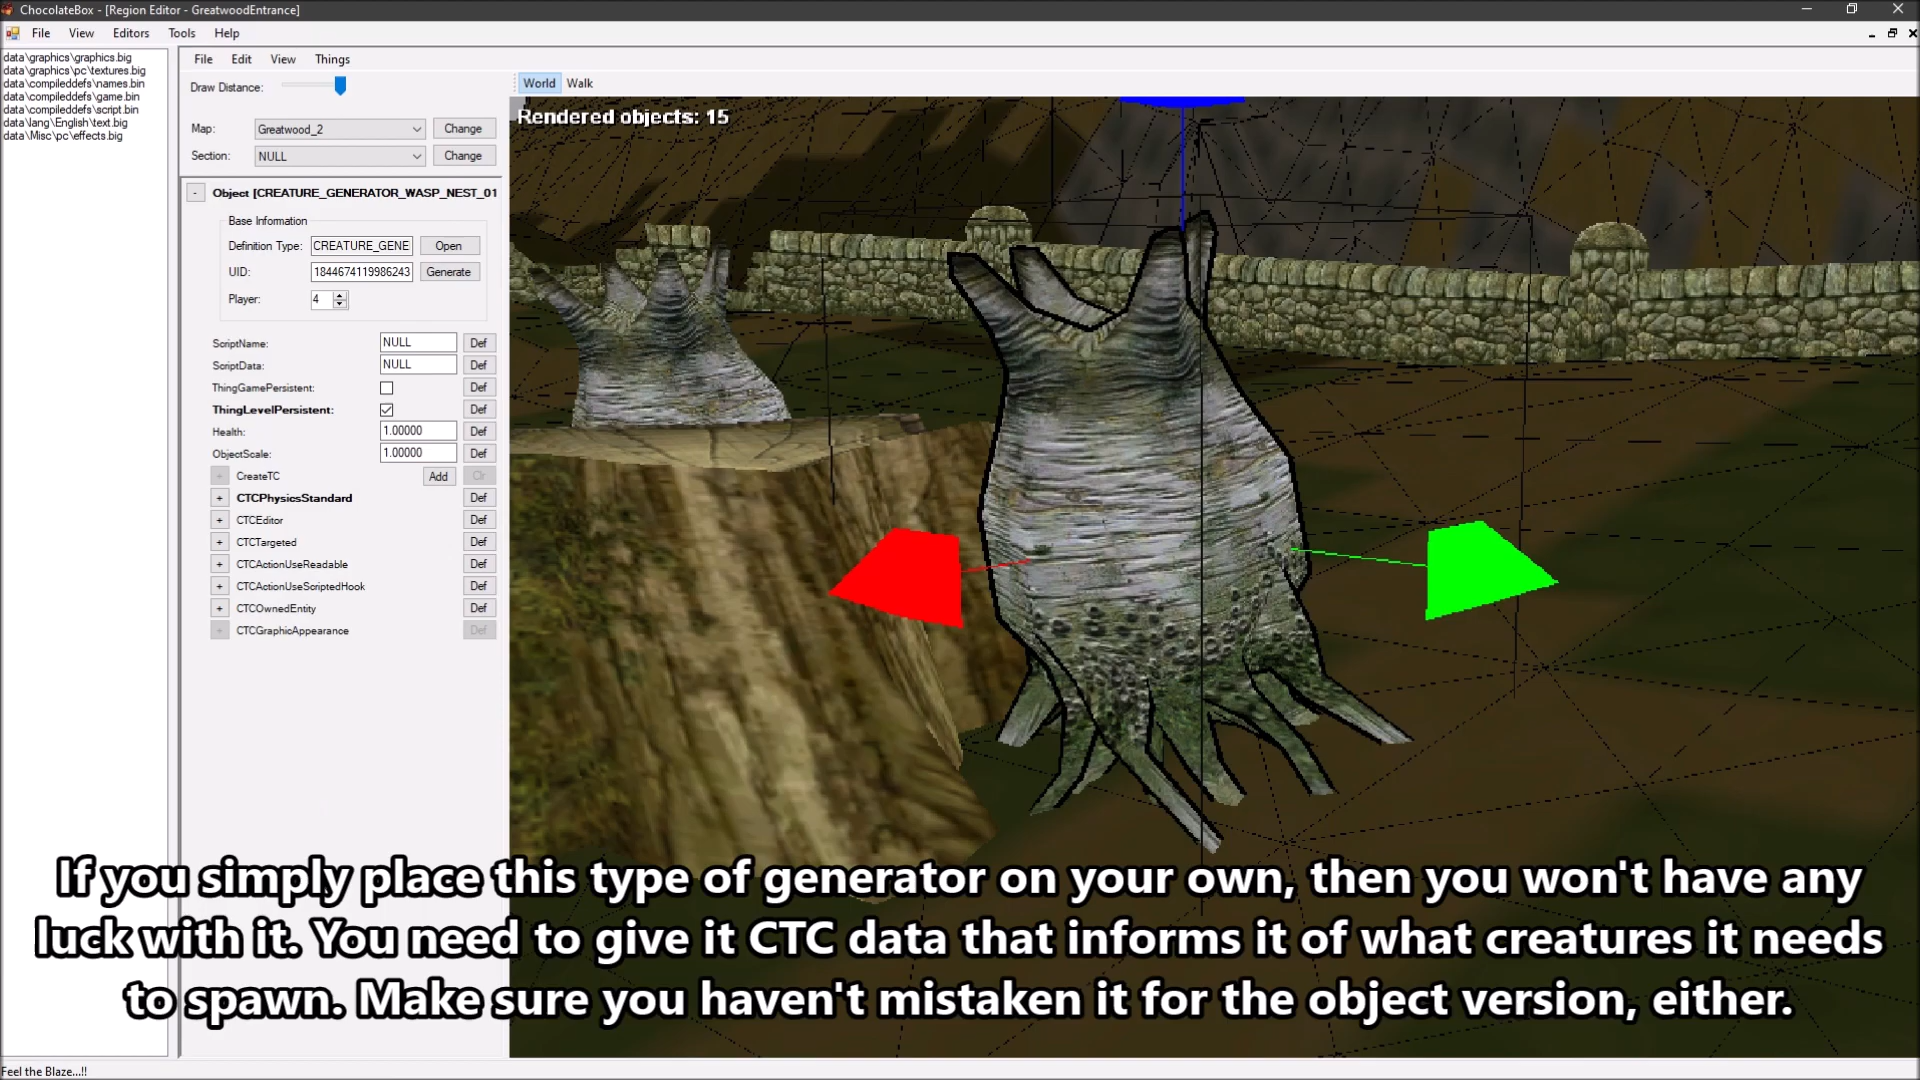 ChocolateBox - [Region Editor - GreatwoodEntrance]
File View Editors Tools Help
data\graphics\graphics.big
data\graphics\pc\textures.big
data\compileddefs\names.bin
data\compileddefs\game.bin
data\compileddefs\script.bin
data\lang\English\text.big
data\Misc\pc\effects.big
File Edit View Things
Draw Distance:
Map: Greatwood_2 Change
Section: NULL Change
- Object [CREATURE_GENERATOR_WASP_NEST_01
Base Information
Definition Type: CREATURE_GENE Open
UID: 1844674119986243 Generate
Player: 4
ScriptName: NULL Def
ScriptData: NULL Def
ThingGamePersistent: Def
ThingLevelPersistent: Def
Health: 1.00000 Def
ObjectScale: 1.00000 Def
+ CreateTC Add Clr
+ CTCPhysicsStandard Def
+ CTCEditor Def
+ CTCTargeted Def
+ CTCActionUseReadable Def
+ CTCActionUseScriptedHook Def
+ CTCOwnedEntity Def
+ CTCGraphicAppearance Def
World Walk
Rendered objects: 15
If you simply place this type of generator on your own, then you won't have any
luck with it. You need to give it CTC data that informs it of what creatures it needs
to spawn. Make sure you haven't mistaken it for the object version, either.
Feel the Blaze...!!